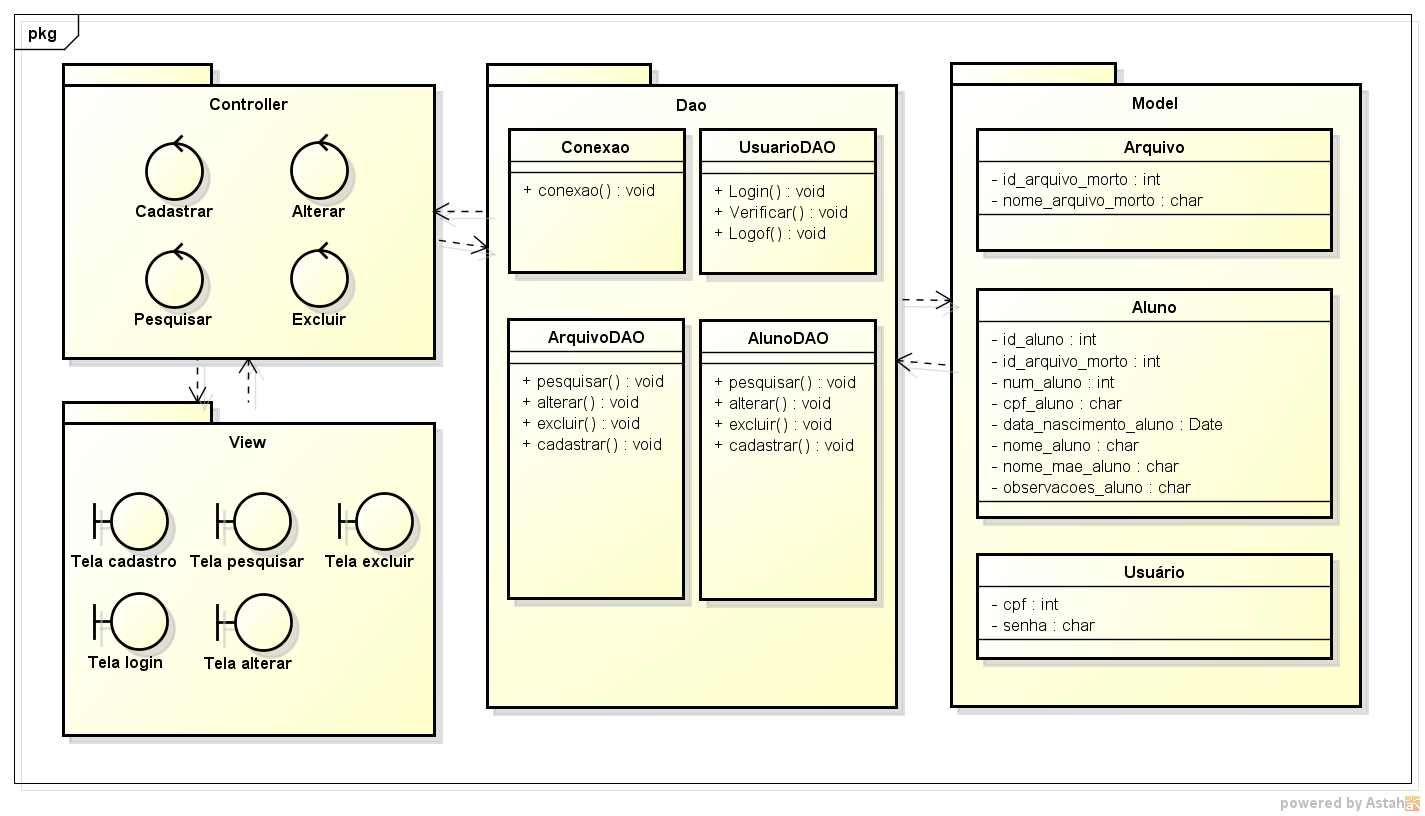 pkg
Controller
Cadastrar
Alterar
Pesquisar
Excluir
View
Tela cadastro
Tela pesquisar
Tela excluir
Tela login
Tela alterar
Dao
Conexao
+ conexao() : void
UsuarioDAO
+ Login() : void
+ Verificar() : void
+ Logof() : void
ArquivoDAO
+ pesquisar() : void
+ alterar() : void
+ excluir() : void
+ cadastrar() : void
AlunoDAO
+ pesquisar() : void
+ alterar() : void
+ excluir() : void
+ cadastrar() : void
Model
Arquivo
- id_arquivo_morto : int
- nome_arquivo_morto : char
Aluno
- id_aluno : int
- id_arquivo_morto : int
- num_aluno : int
- cpf_aluno : char
- data_nascimento_aluno : Date
- nome_aluno : char
- nome_mae_aluno : char
- observacoes_aluno : char
Usuário
- cpf : int
- senha : char
powered by Astah